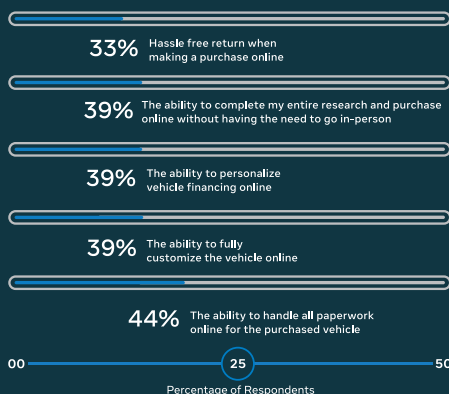 33% Hassle free return when
making a purchase online
39% The ability to complete my entire research and purchase
online without having the need to go in-person
39% The ability to personalize
vehicle financing online
39% The ability to fully
customize the vehicle online
44% The ability to handle all paperwork
online for the purchased vehicle
00 25 50
Percentage of Respondents